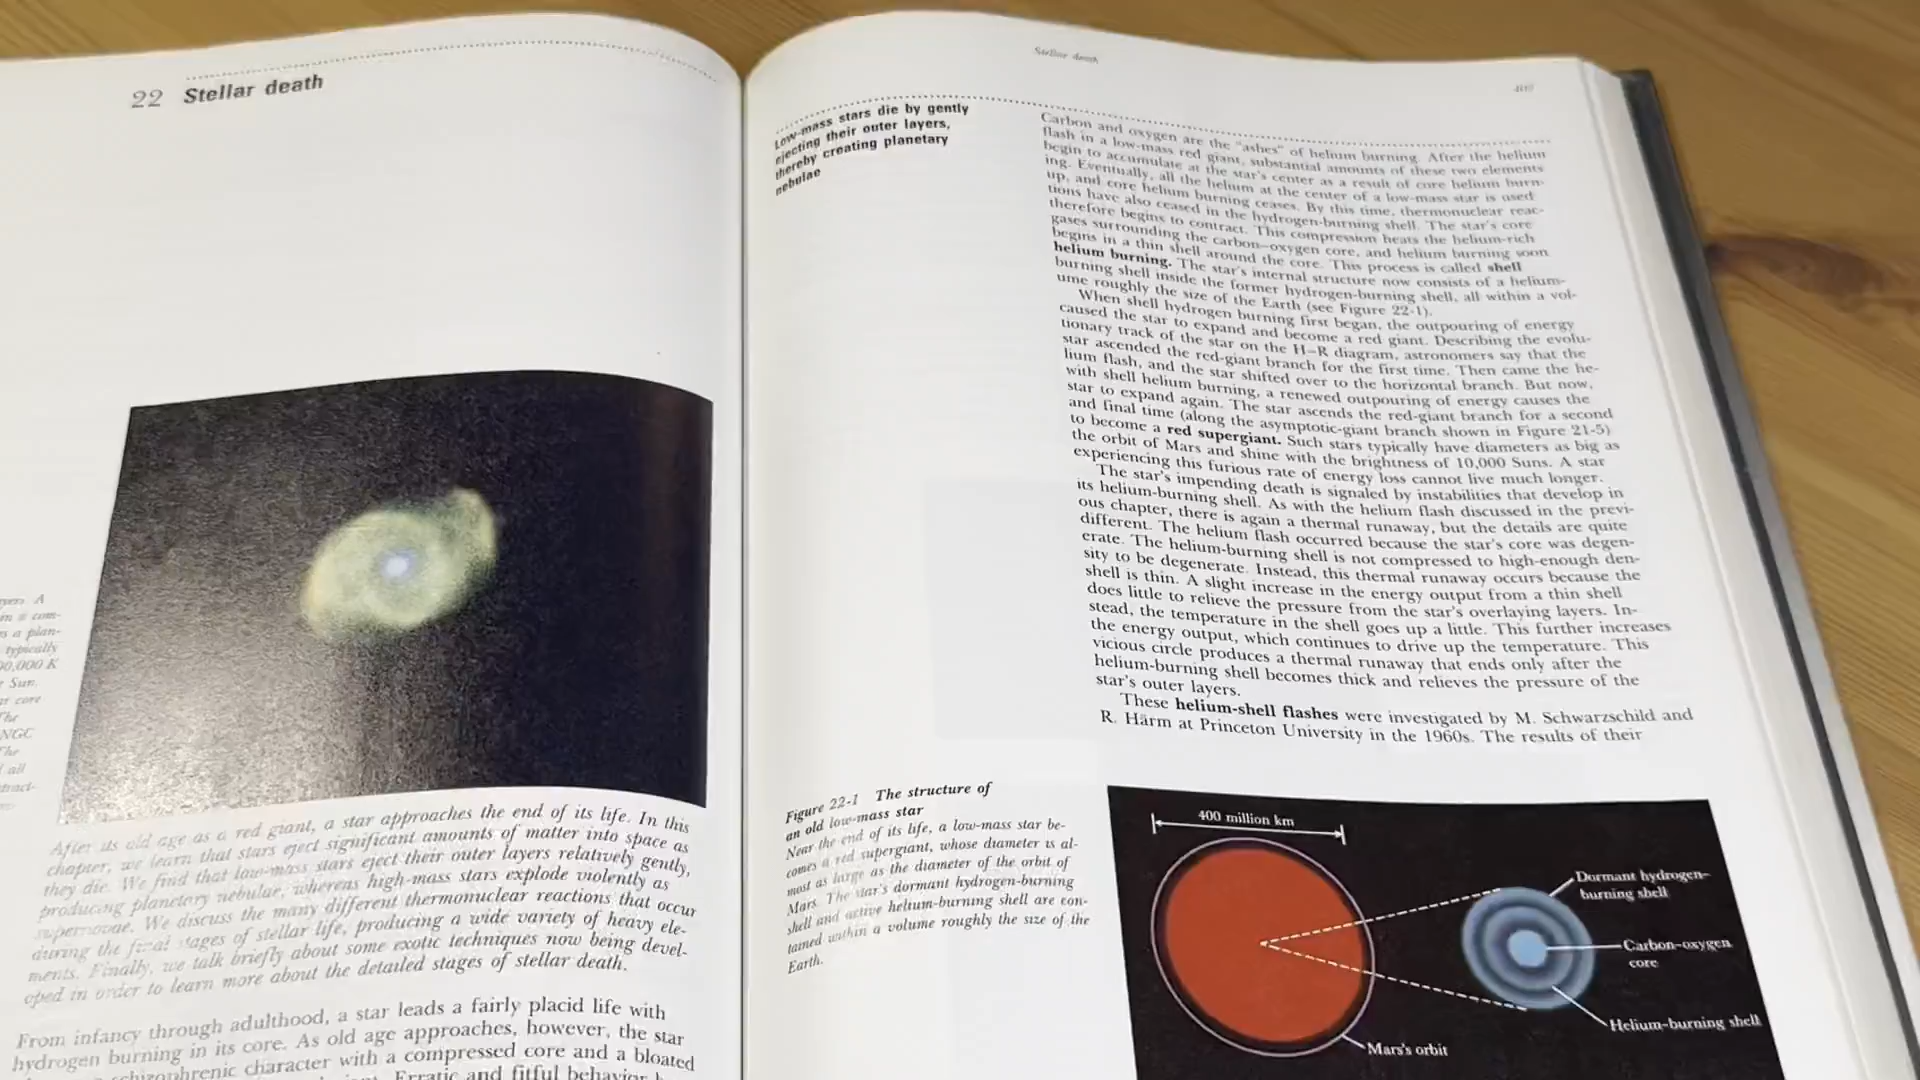 22 Stellar death
yers A
in a com-
s a plan-
typically
00,000 K
Sun.
ar core
The
NGC
The
all
tract-
After its old age as a red giant, a star approaches the end of its life. In this
chapter, we learn that stars eject significant amounts of matter into space as
they die. We find that low-mass stars eject their outer layers relatively gently,
producing planetary nebulae, whereas high-mass stars explode violently as
supernovae. We discuss the many different thermonuclear reactions that occur
during the final stages of stellar life, producing a wide variety of heavy ele-
ments. Finally, we talk briefly about some exotic techniques now being devel-
oped in order to learn more about the detailed stages of stellar death.
From infancy through adulthood, a star leads a fairly placid life with
hydrogen burning in its core. As old age approaches, however, the star
schizophrenic character with a compressed core and a bloated
Erratic and fitful behavior
Stellar death
Low-mass stars die by gently
ejecting their outer layers,
thereby creating planetary
nebulae
Carbon and oxygen are the "ashes" of helium burning. After the helium
flash in a low-mass red giant, substantial amounts of these two elements
begin to accumulate at the star's center as a result of core helium burn-
ing. Eventually, all the helium at the center of a low-mass star is used
up, and core helium burning ceases. By this time, thermonuclear reac-
tions have also ceased in the hydrogen-burning shell. The star's core
therefore begins to contract. This compression heats the helium-rich
gases surrounding the carbon–oxygen core, and helium burning soon
begins in a thin shell around the core. This process is called shell
helium burning. The star's internal structure now consists of a helium-
burning shell inside the former hydrogen-burning shell, all within a vol-
ume roughly the size of the Earth (see Figure 22-1).
When shell hydrogen burning first began, the outpouring of energy
caused the star to expand and become a red giant. Describing the evolu-
tionary track of the star on the H–R diagram, astronomers say that the
star ascended the red-giant branch for the first time. Then came the he-
lium flash, and the star shifted over to the horizontal branch. But now,
with shell helium burning, a renewed outpouring of energy causes the
star to expand again. The star ascends the red-giant branch for a second
and final time (along the asymptotic-giant branch shown in Figure 21-5)
to become a red supergiant. Such stars typically have diameters as big as
the orbit of Mars and shine with the brightness of 10,000 Suns. A star
experiencing this furious rate of energy loss cannot live much longer.
The star's impending death is signaled by instabilities that develop in
its helium-burning shell. As with the helium flash discussed in the previ-
ous chapter, there is again a thermal runaway, but the details are quite
different. The helium flash occurred because the star's core was degen-
erate. The helium-burning shell is not compressed to high-enough den-
sity to be degenerate. Instead, this thermal runaway occurs because the
shell is thin. A slight increase in the energy output from a thin shell
does little to relieve the pressure from the star's overlaying layers. In-
stead, the temperature in the shell goes up a little. This further increases
the energy output, which continues to drive up the temperature. This
vicious circle produces a thermal runaway that ends only after the
helium-burning shell becomes thick and relieves the pressure of the
star's outer layers.
These helium-shell flashes were investigated by M. Schwarzschild and
R. Härm at Princeton University in the 1960s. The results of their
Figure 22-1 The structure of
an old low-mass star
Near the end of its life, a low-mass star be-
comes a red supergiant, whose diameter is al-
most as large as the diameter of the orbit of
Mars. The star's dormant hydrogen-burning
shell and active helium-burning shell are con-
tained within a volume roughly the size of the
Earth.
400 million km
Dormant hydrogen-
burning shell
Carbon–oxygen
core
Helium-burning shell
Mars's orbit